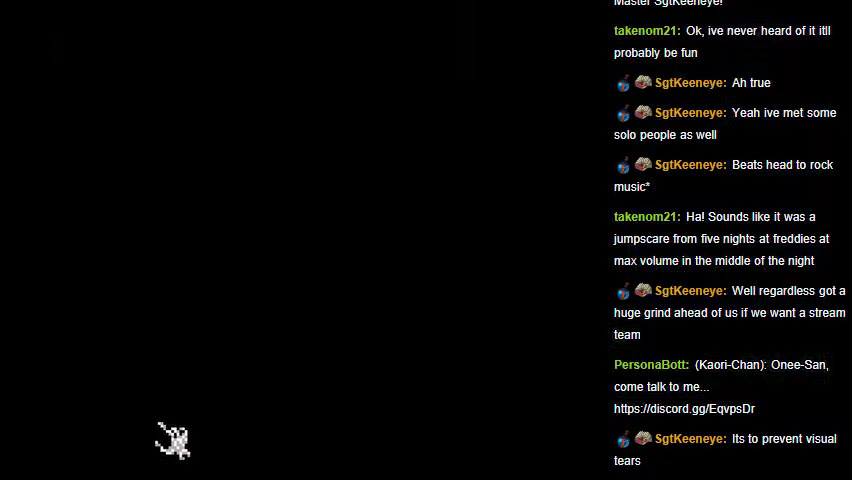 Master SgtKeeneye!
takenom21: Ok, ive never heard of it itll
probably be fun
SgtKeeneye: Ah true
SgtKeeneye: Yeah ive met some
solo people as well
SgtKeeneye: Beats head to rock
music*
takenom21: Ha! Sounds like it was a
jumpscare from five nights at freddies at
max volume in the middle of the night
SgtKeeneye: Well regardless got a
huge grind ahead of us if we want a stream
team
PersonaBott: (Kaori-Chan): Onee-San,
come talk to me...
https://discord.gg/EqvpsDr
SgtKeeneye: Its to prevent visual
tears